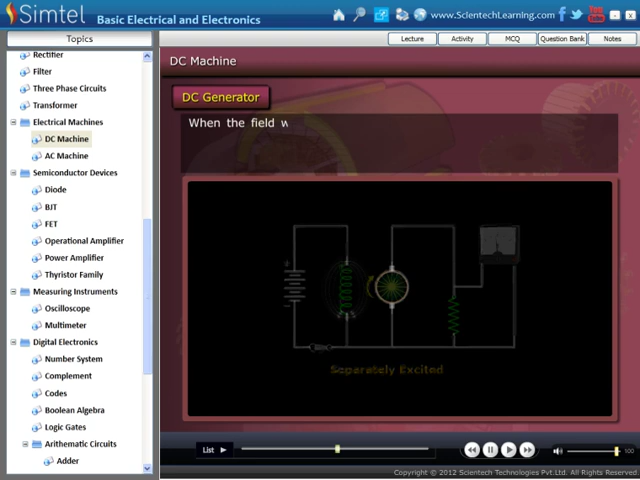 Simtel Basic Electrical and Electronics
www.ScientechLearning.com
You Tube
Topics
Lecture Activity MCQ Question Bank Notes
Rectifier
Filter
Three Phase Circuits
Transformer
Electrical Machines
DC Machine
AC Machine
Semiconductor Devices
Diode
BJT
FET
Operational Amplifier
Power Amplifier
Thyristor Family
Measuring Instruments
Oscilloscope
Multimeter
Digital Electronics
Number System
Complement
Codes
Boolean Algebra
Logic Gates
Arithematic Circuits
Adder
DC Machine
DC Generator
When the field w
Separately Excited
List
100
Copyright © 2012 Scientech Technologies Pvt.Ltd. All Rights Reserved.